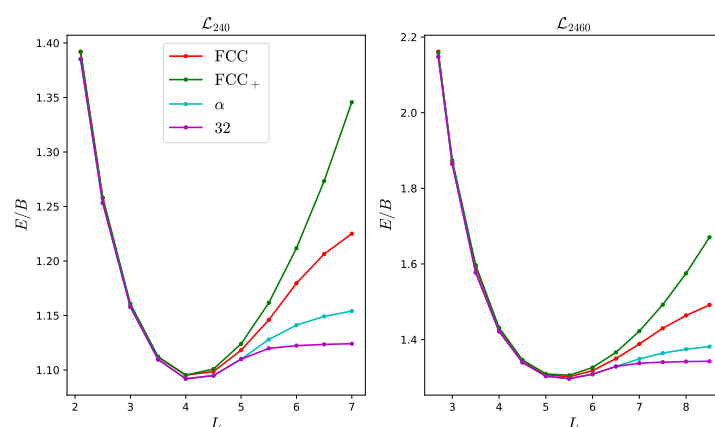 ℒ₂₄₀
1.40
1.35
1.30
1.25
1.20
1.15
1.10
E/B
2 3 4 5 6 7
L
FCC
FCC₊
α
32
ℒ₂₄₆₀
2.2
2.0
1.8
1.6
1.4
E/B
3 4 5 6 7 8
L